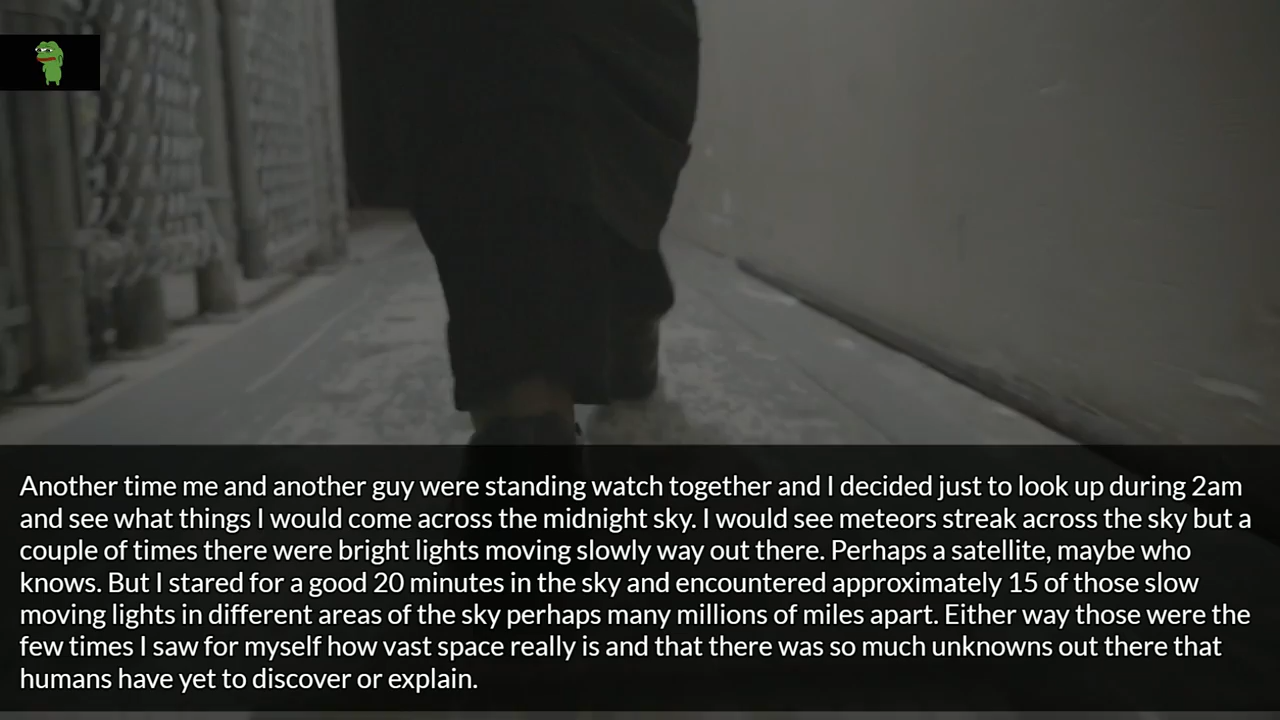 Another time me and another guy were standing watch together and I decided just to look up during 2am
and see what things I would come across the midnight sky. I would see meteors streak across the sky but a
couple of times there were bright lights moving slowly way out there. Perhaps a satellite, maybe who
knows. But I stared for a good 20 minutes in the sky and encountered approximately 15 of those slow
moving lights in different areas of the sky perhaps many millions of miles apart. Either way those were the
few times I saw for myself how vast space really is and that there was so much unknowns out there that
humans have yet to discover or explain.